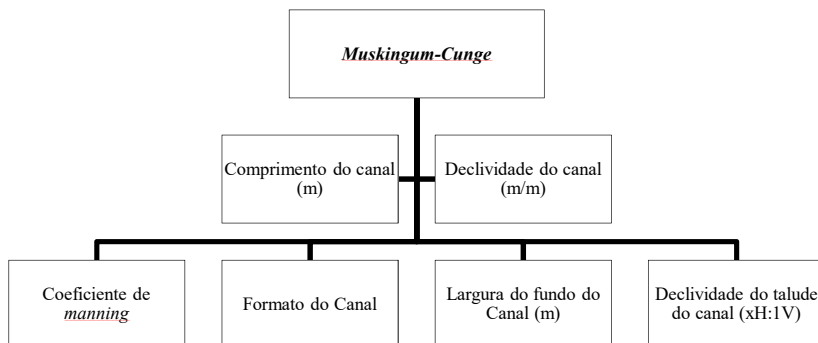 Muskingum-Cunge
Comprimento do canal
(m)
Declividade do canal
(m/m)
Coeficiente de
manning
Formato do Canal
Largura do fundo do
Canal (m)
Declividade do talude
do canal (xH:1V)